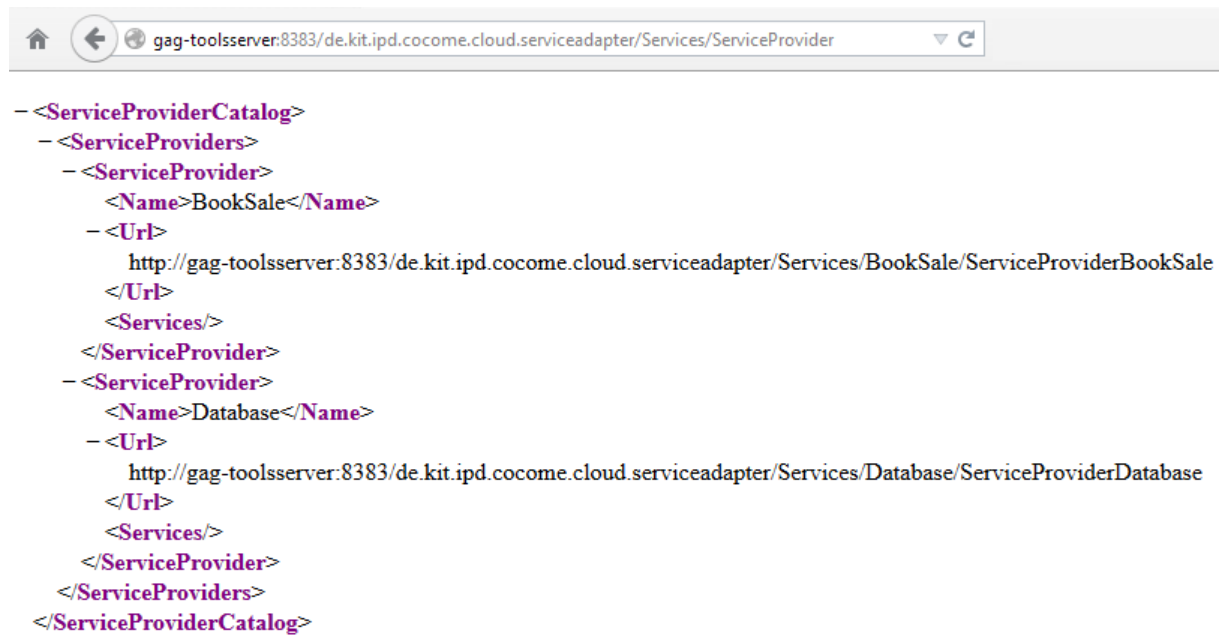 gag-toolsserver:8383/de.kit.ipd.cocome.cloud.serviceadapter/Services/ServiceProvider
− <ServiceProviderCatalog>
− <ServiceProviders>
− <ServiceProvider>
<Name>BookSale</Name>
− <Url>
http://gag-toolsserver:8383/de.kit.ipd.cocome.cloud.serviceadapter/Services/BookSale/ServiceProviderBookSale
</Url>
<Services/>
</ServiceProvider>
− <ServiceProvider>
<Name>Database</Name>
− <Url>
http://gag-toolsserver:8383/de.kit.ipd.cocome.cloud.serviceadapter/Services/Database/ServiceProviderDatabase
</Url>
<Services/>
</ServiceProvider>
</ServiceProviders>
</ServiceProviderCatalog>